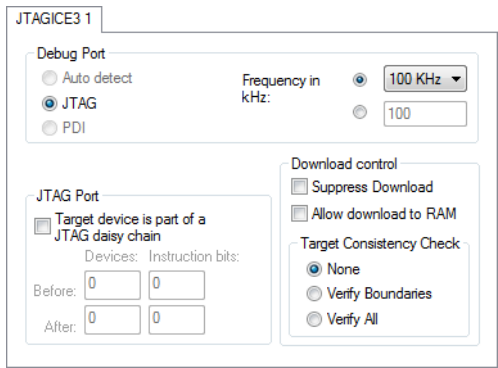 JTAGICE3 1
Debug Port
Auto detect
JTAG
PDI
Frequency in
kHz:
100 KHz
100
JTAG Port
Target device is part of a
JTAG daisy chain
Devices: Instruction bits:
Before: 0 0
After: 0 0
Download control
Suppress Download
Allow download to RAM
Target Consistency Check
None
Verify Boundaries
Verify All